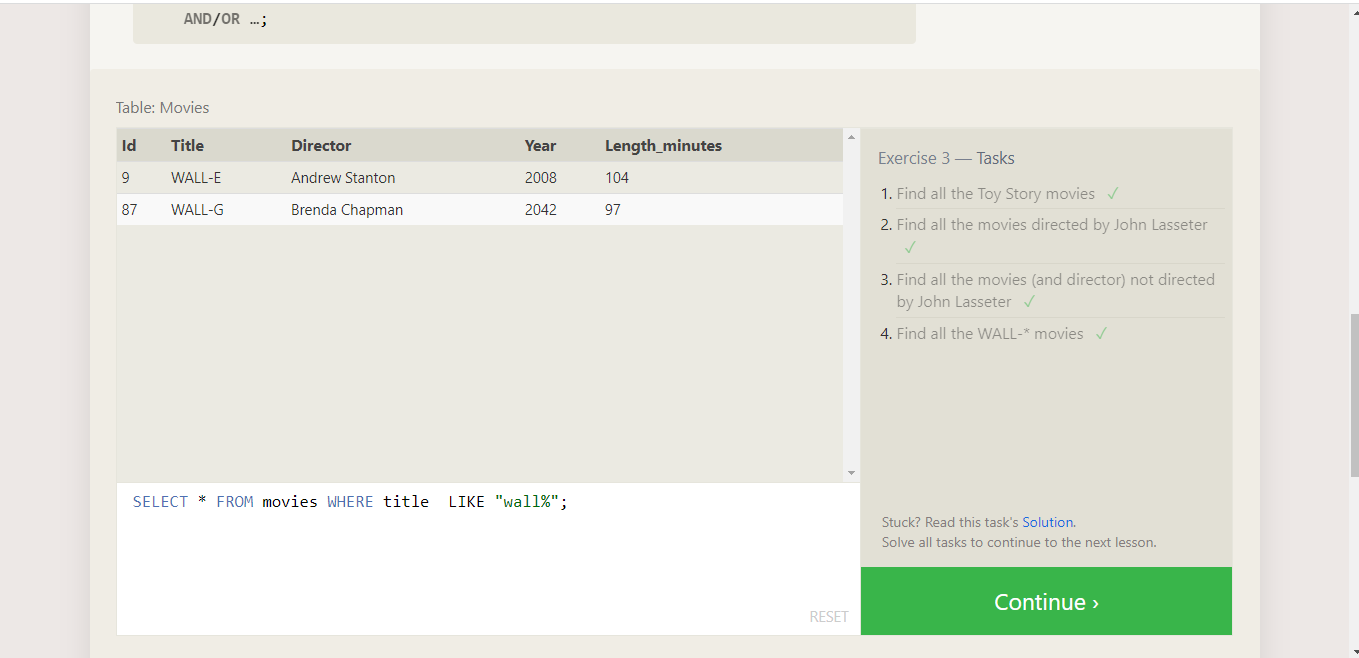 AND/OR …;
Table: Movies
Id Title Director Year Length_minutes
9 WALL-E Andrew Stanton 2008 104
87 WALL-G Brenda Chapman 2042 97
SELECT * FROM movies WHERE title  LIKE "wall%";
RESET
Exercise 3 — Tasks
1. Find all the Toy Story movies ✓
2. Find all the movies directed by John Lasseter
✓
3. Find all the movies (and director) not directed
by John Lasseter ✓
4. Find all the WALL-* movies ✓
Stuck? Read this task's Solution.
Solve all tasks to continue to the next lesson.
Continue ›